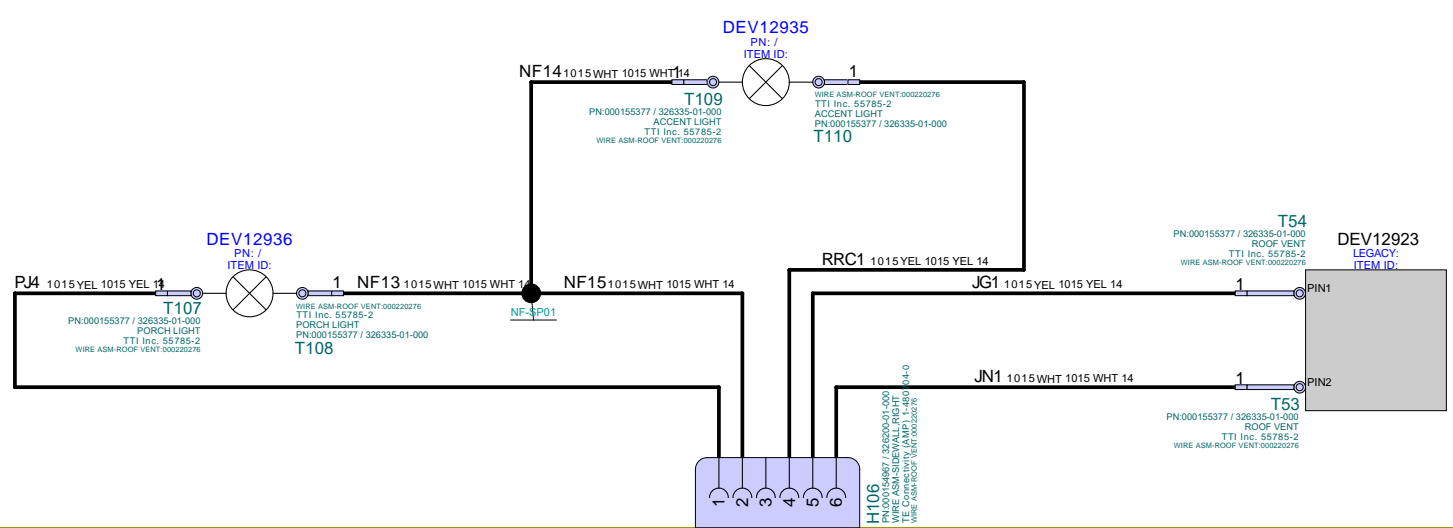 DEV12935
PN: /
ITEM ID:
NF14 1015 WHT 1015 WHT 14
1
1
T109
PN:000155377 / 326335-01-000
ACCENT LIGHT
TTI Inc. 55785-2
WIRE ASM-ROOF VENT:000220276
WIRE ASM-ROOF VENT:000220276
TTI Inc. 55785-2
ACCENT LIGHT
PN:000155377 / 326335-01-000
T110
DEV12936
PN: /
ITEM ID:
PJ4 1015 YEL 1015 YEL 14
1
T107
PN:000155377 / 326335-01-000
PORCH LIGHT
TTI Inc. 55785-2
WIRE ASM-ROOF VENT:000220276
1
NF13 1015 WHT 1015 WHT 14
WIRE ASM-ROOF VENT:000220276
TTI Inc. 55785-2
PORCH LIGHT
PN:000155377 / 326335-01-000
T108
NF-SP01
NF15 1015 WHT 1015 WHT 14
RRC1 1015 YEL 1015 YEL 14
JG1 1015 YEL 1015 YEL 14
T54
PN:000155377 / 326335-01-000
ROOF VENT
TTI Inc. 55785-2
WIRE ASM-ROOF VENT:000220276
1
DEV12923
LEGACY:
ITEM ID:
PIN1
PIN2
JN1 1015 WHT 1015 WHT 14
1
T53
PN:000155377 / 326335-01-000
ROOF VENT
TTI Inc. 55785-2
WIRE ASM-ROOF VENT:000220276
1 2 3 4 5 6
H106
PN:000154967 / 326200-01-000
WIRE ASM-SIDEWALL,RIGHT
TE Connectivity (AMP) 1-480704-0
WIRE ASM-ROOF VENT:000220276